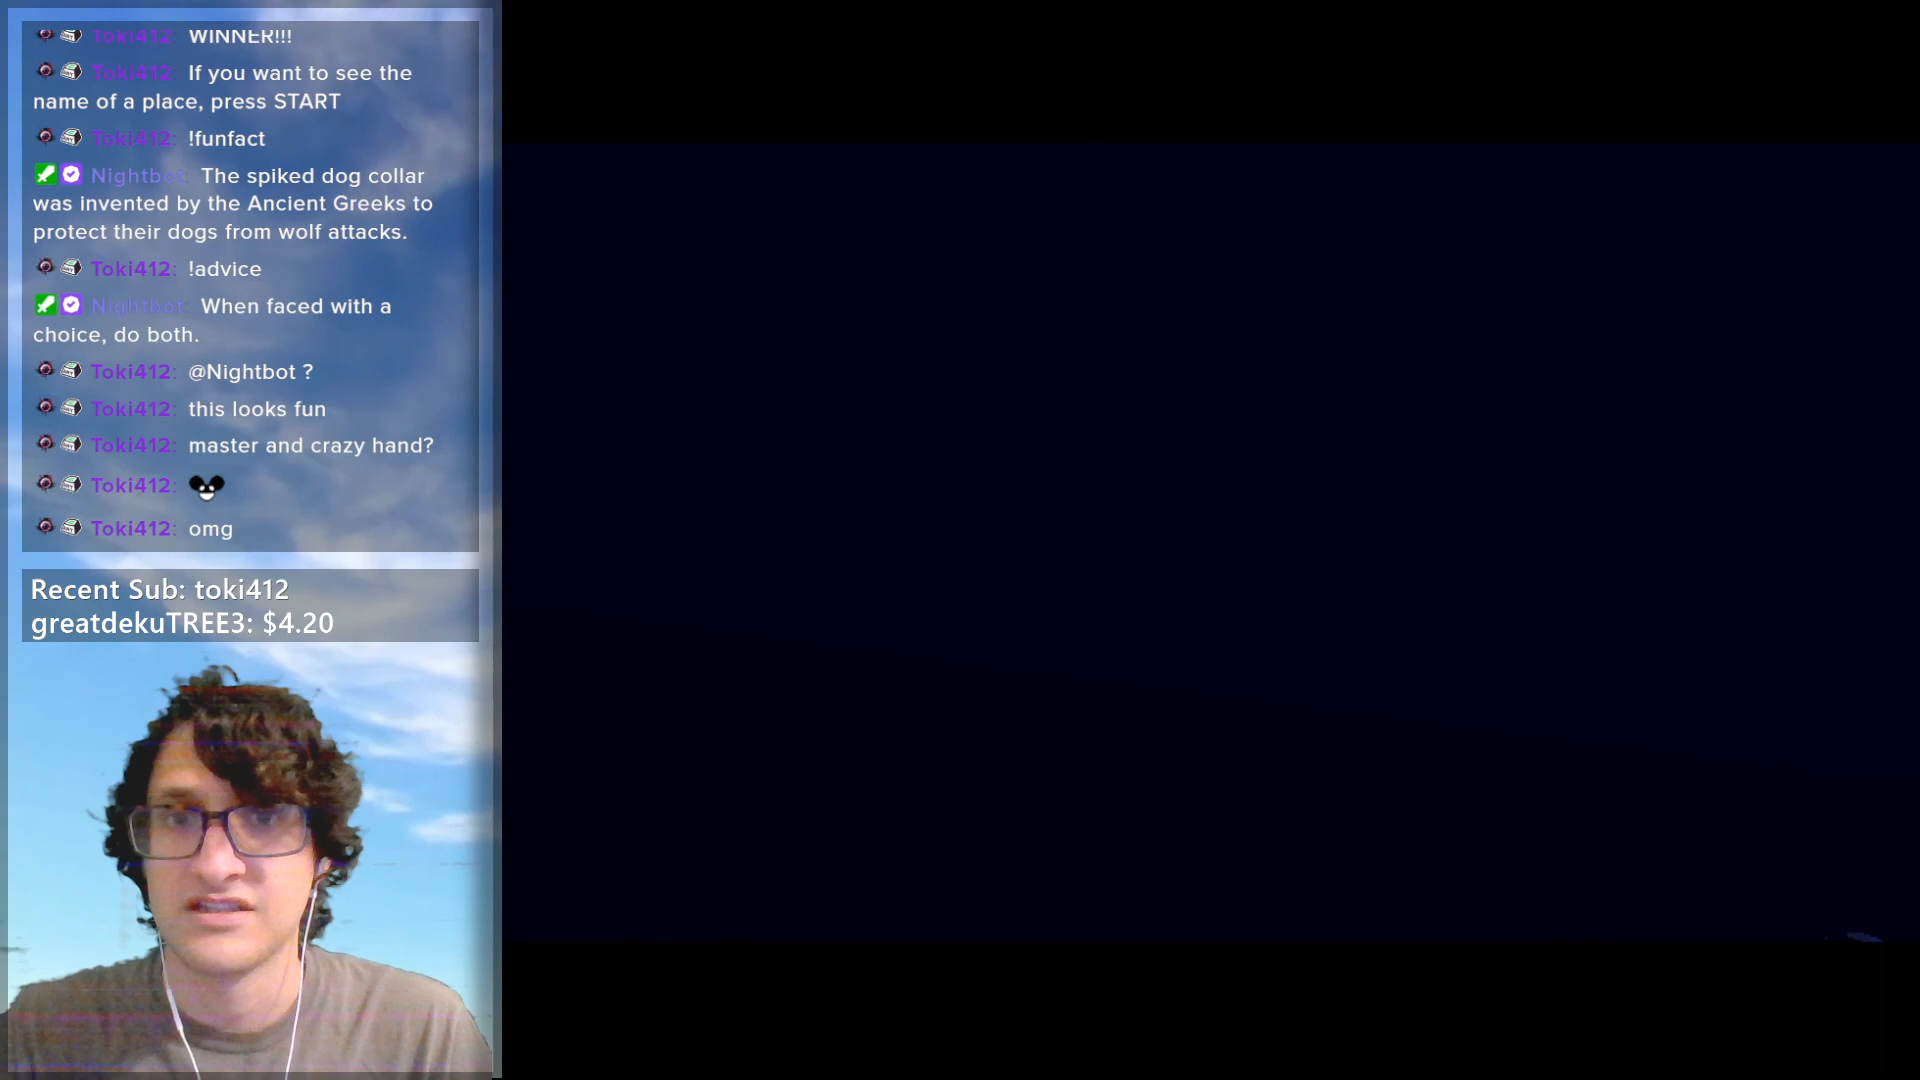 Toki412: WINNER!!!
Toki412: If you want to see the
name of a place, press START
Toki412: !funfact
Nightbot: The spiked dog collar
was invented by the Ancient Greeks to
protect their dogs from wolf attacks.
Toki412: !advice
Nightbot: When faced with a
choice, do both.
Toki412: @Nightbot ?
Toki412: this looks fun
Toki412: master and crazy hand?
Toki412:
Toki412: omg
Recent Sub: toki412
greatdekuTREE3: $4.20